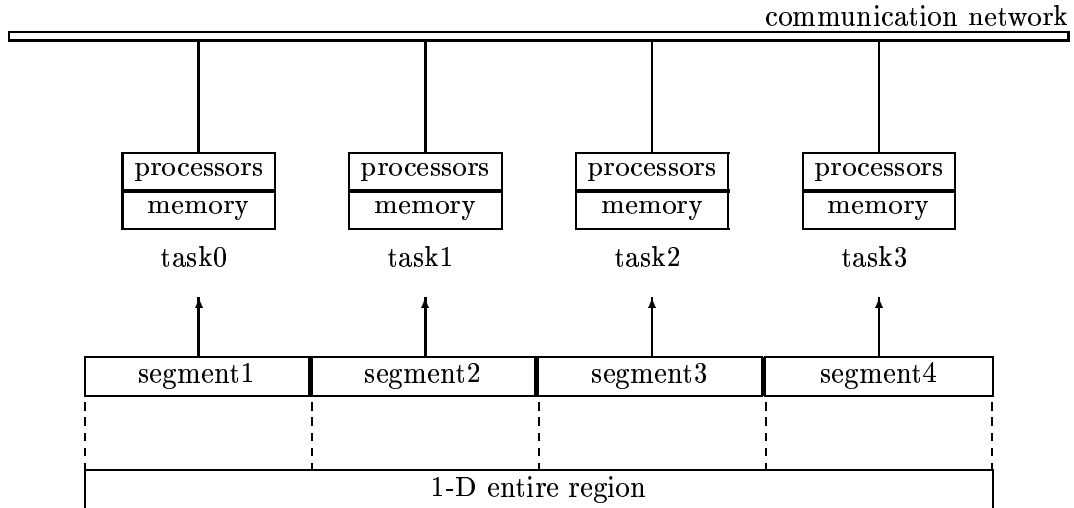 communication network
processors processors processors processors
memory memory memory memory
task0 task1 task2 task3
segment1 segment2 segment3 segment4
1-D entire region